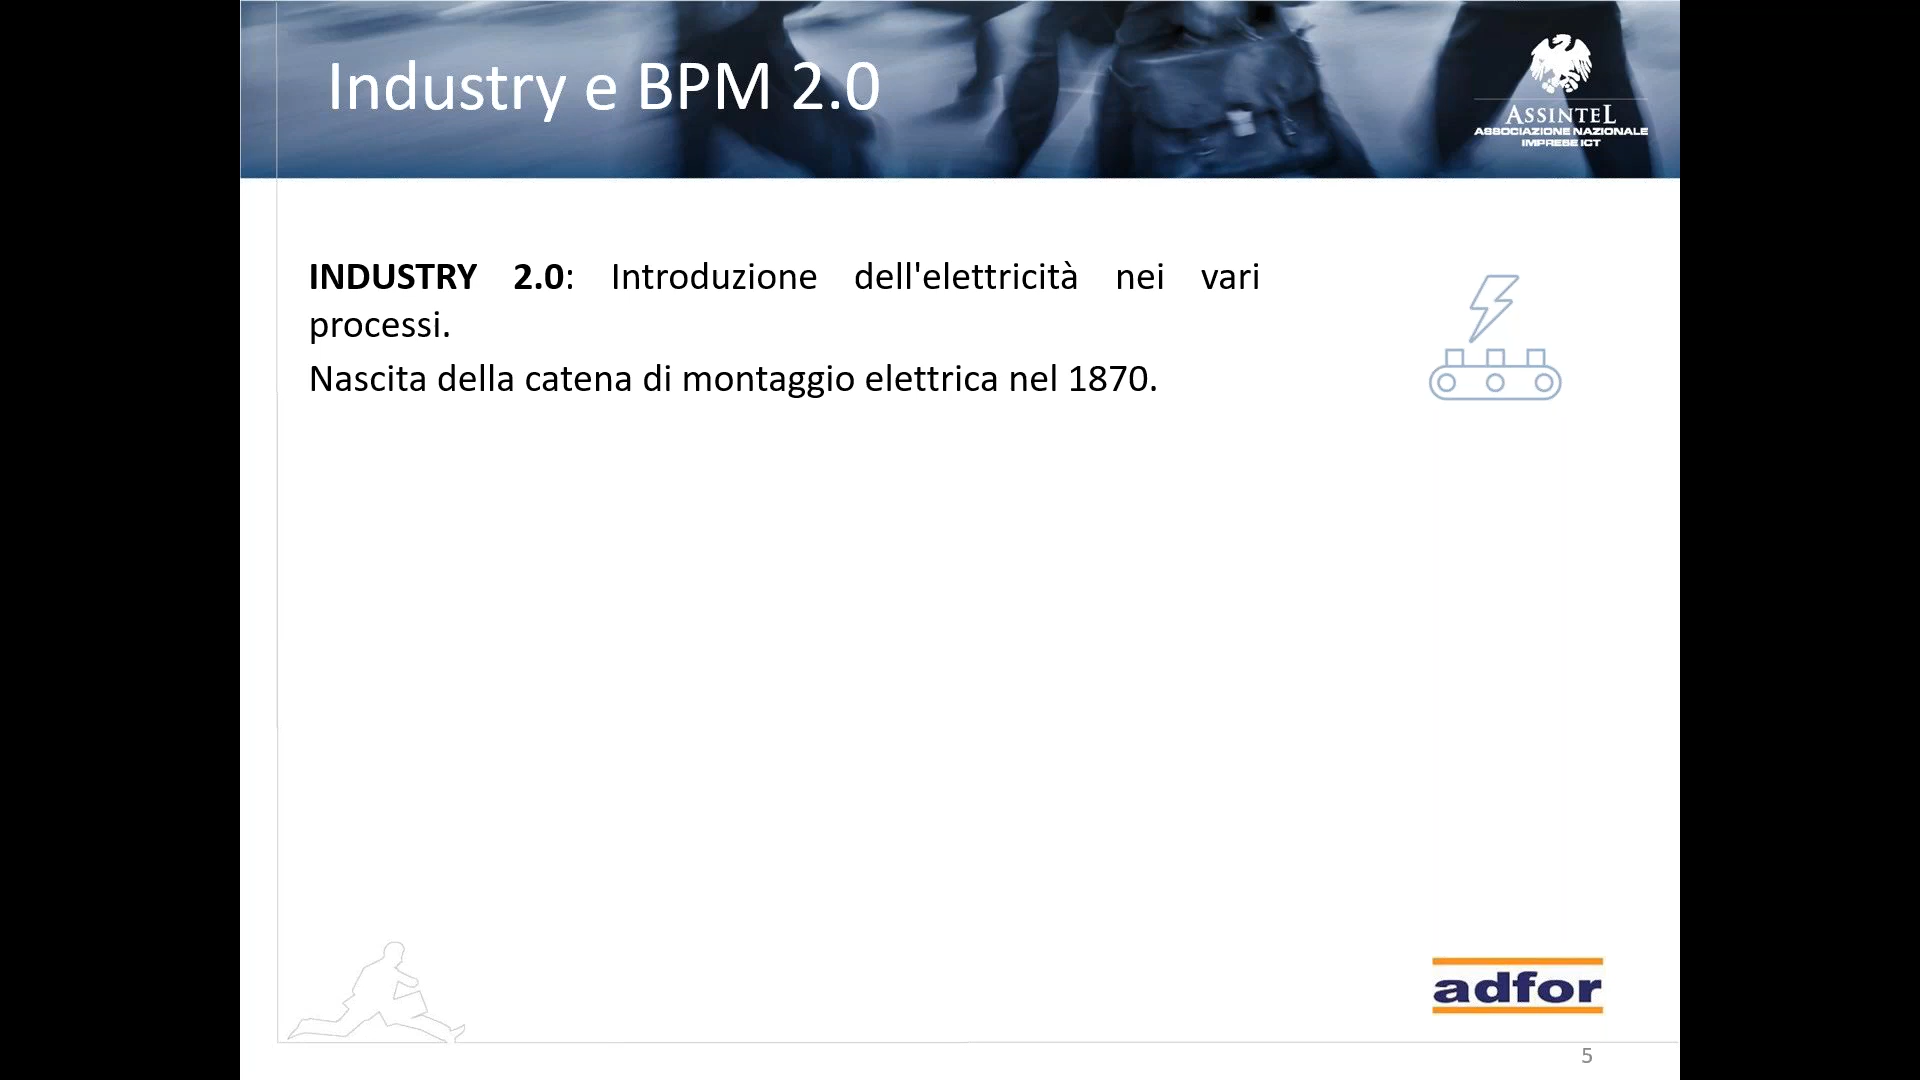 Industry e BPM 2.0
ASSINTEL
ASSOCIAZIONE NAZIONALE
IMPRESE ICT
INDUSTRY 2.0: Introduzione dell'elettricità nei vari
processi.
Nascita della catena di montaggio elettrica nel 1870.
adfor
5